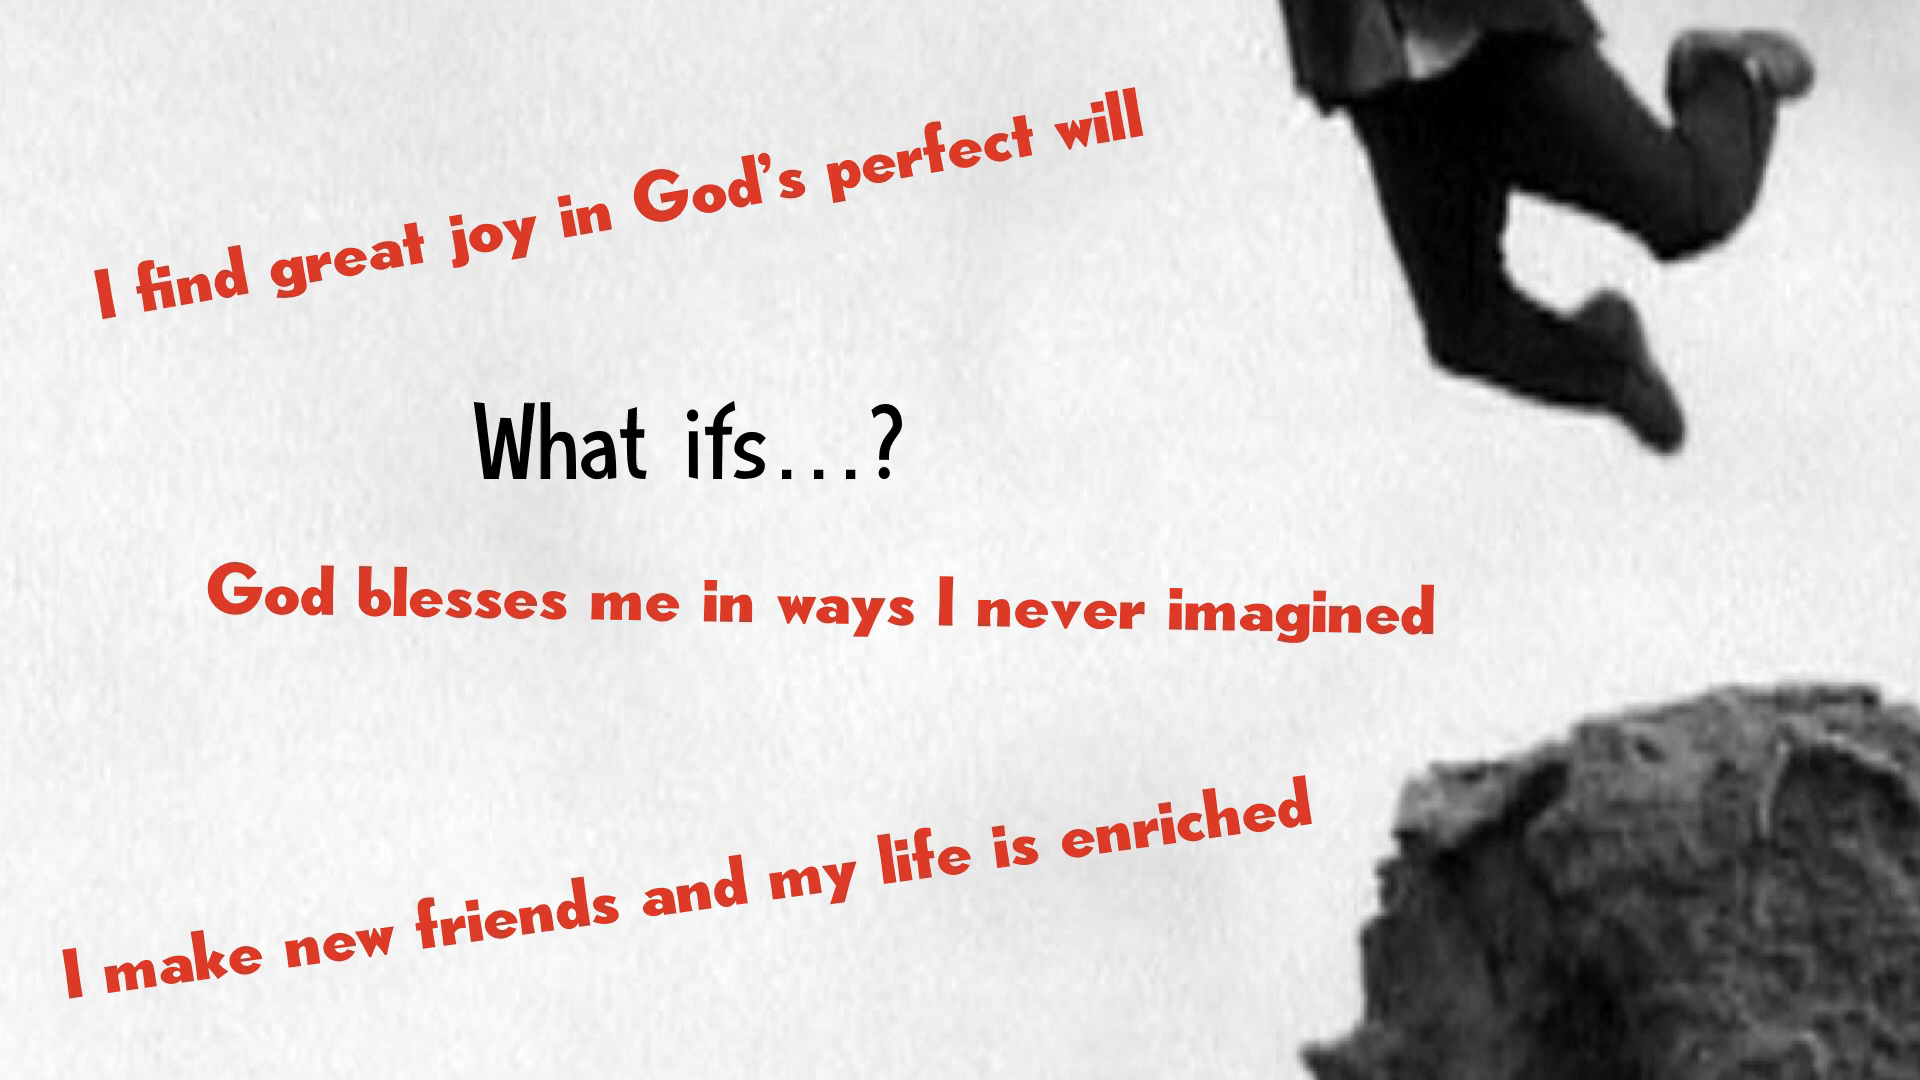 I find great joy in God’s perfect will
What ifs...?
God blesses me in ways I never imagined
I make new friends and my life is enriched